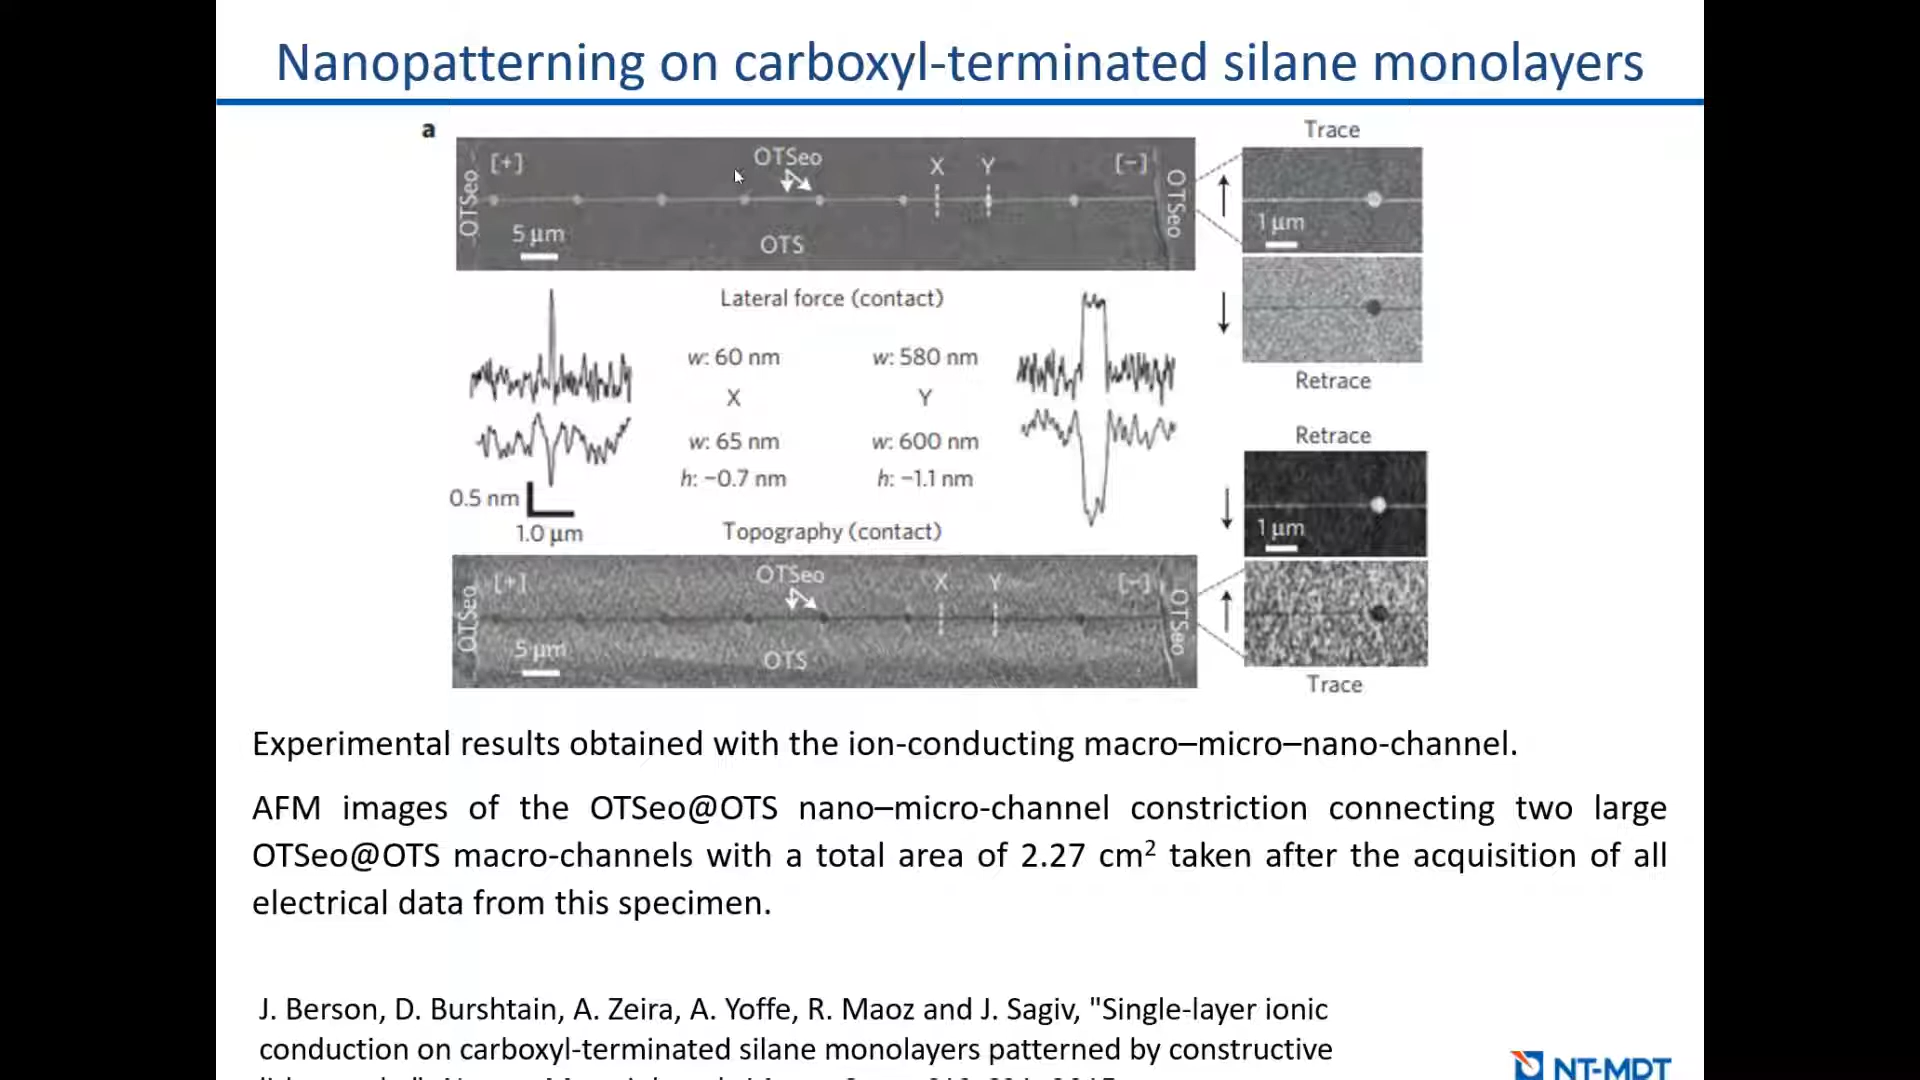 Nanopatterning on carboxyl-terminated silane monolayers
a
Trace
[+]
OTSeo
X
Y
[−]
OTSeo
OTSeo
5 µm
OTS
1 µm
Lateral force (contact)
w: 60 nm
w: 580 nm
X
Y
Retrace
w: 65 nm
w: 600 nm
Retrace
h: −0.7 nm
h: −1.1 nm
0.5 nm
1.0 µm
Topography (contact)
1 µm
[+]
OTSeo
X
Y
[−]
OTSeo
OTSeo
5 µm
OTS
Trace
Experimental results obtained with the ion-conducting macro–micro–nano-channel.
AFM images of the OTSeo@OTS nano–micro-channel constriction connecting two large
OTSeo@OTS macro-channels with a total area of 2.27 cm² taken after the acquisition of all
electrical data from this specimen.
J. Berson, D. Burshtain, A. Zeira, A. Yoffe, R. Maoz and J. Sagiv, "Single-layer ionic
conduction on carboxyl-terminated silane monolayers patterned by constructive
NT-MDT